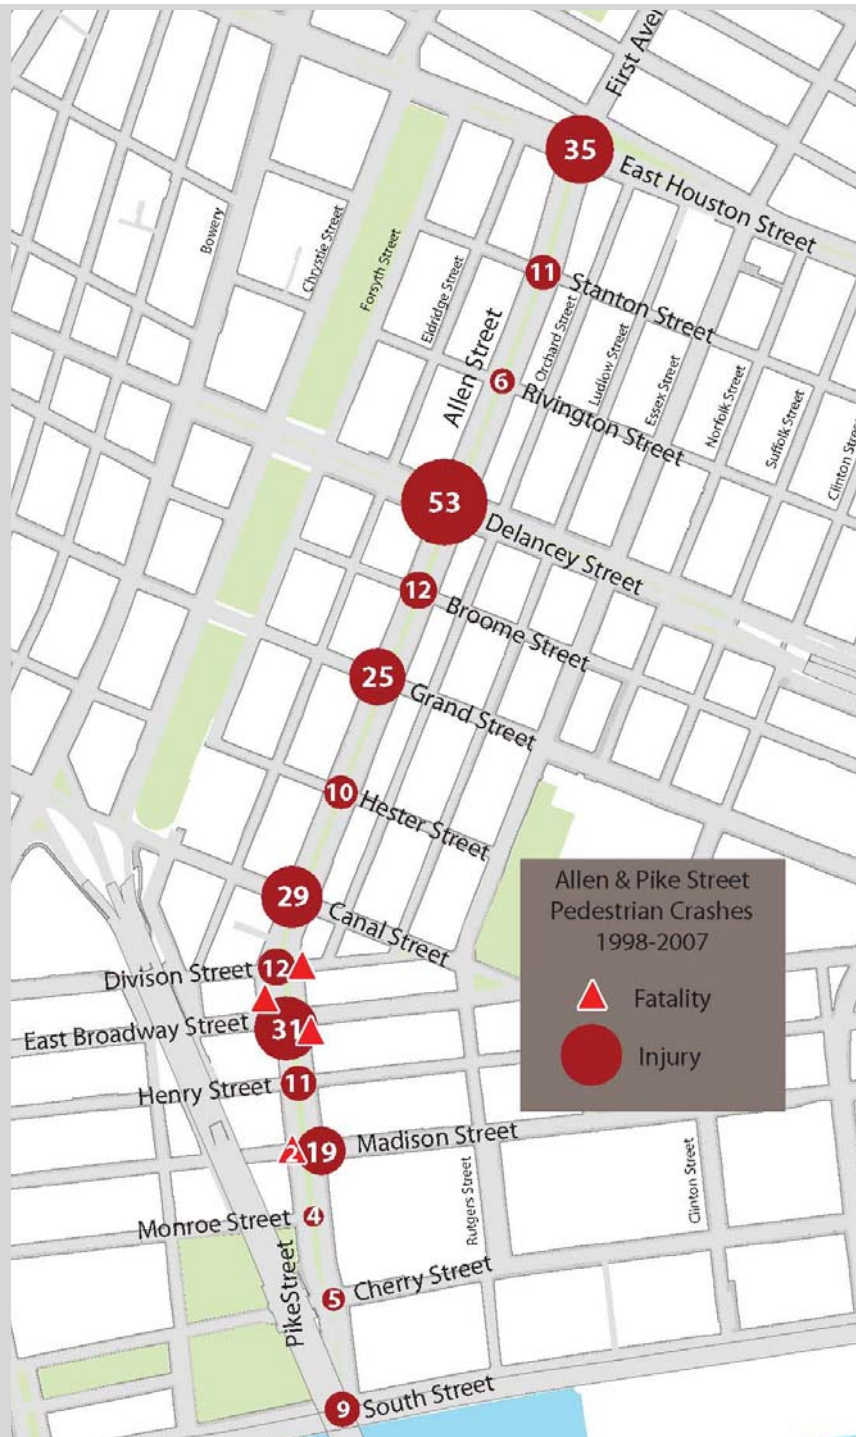 First Aven
35
East Houston Street
Bowery
Chrystie Street
Forsyth Street
Eldridge Street
11
Stanton Street
Allen Street
Orchard Street
Ludlow Street
Essex Street
Norfolk Street
Suffolk Street
Clinton Street
6
Rivington Street
53
Delancey Street
12
Broome Street
25
Grand Street
10
Hester Street
29
Canal Street
Allen & Pike Street
Pedestrian Crashes
1998-2007
Fatality
Injury
Divison Street
12
East Broadway Street
31
Henry Street
11
2
19
Madison Street
Rutgers Street
Clinton Street
Monroe Street
4
PikeStreet
5
Cherry Street
9
South Street